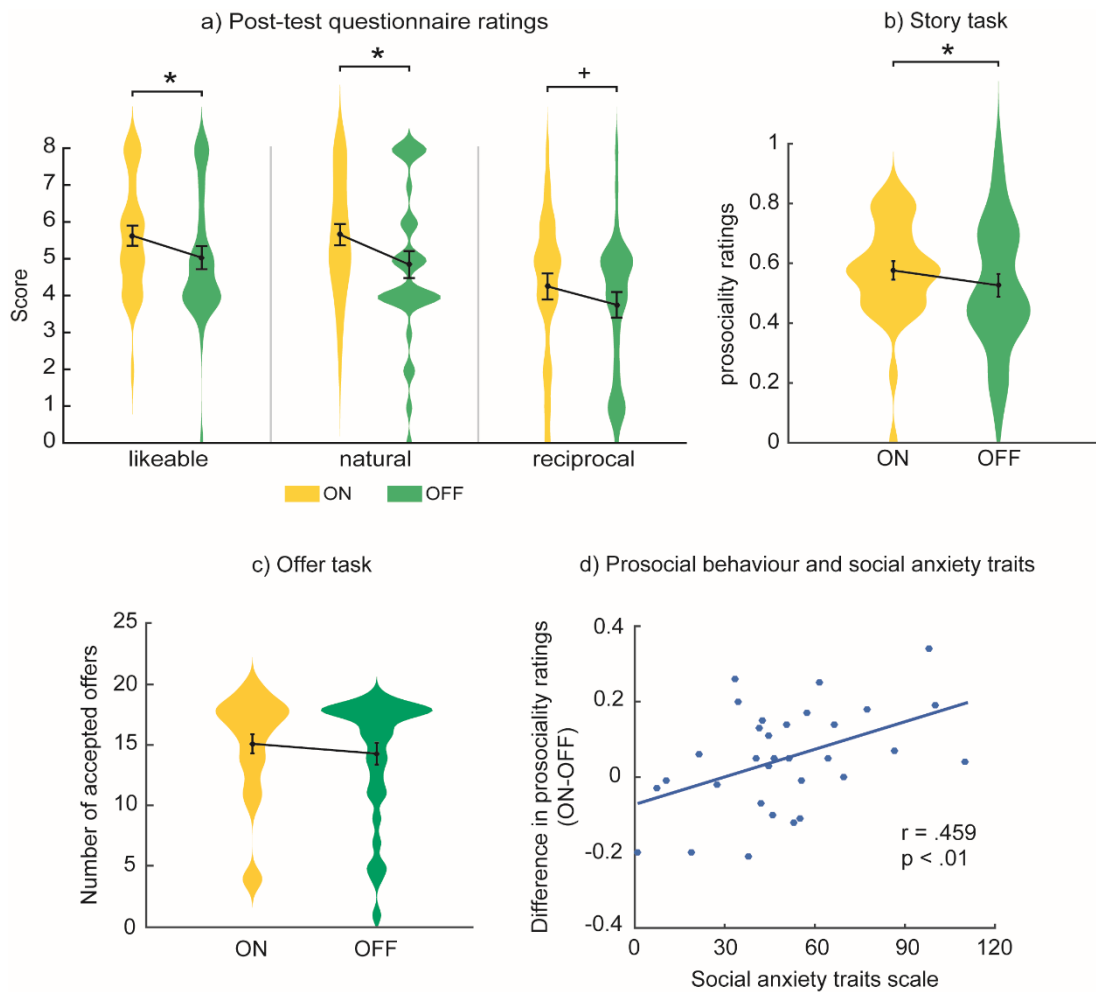 a) Post-test questionnaire ratings
*
*
+
Score
8
7
6
5
4
3
2
1
0
likeable
natural
reciprocal
ON
OFF
b) Story task
*
prosociality ratings
1
0.8
0.6
0.4
0.2
0
ON
OFF
c) Offer task
Number of accepted offers
25
20
15
10
5
0
ON
OFF
d) Prosocial behaviour and social anxiety traits
Difference in prosociality ratings
(ON-OFF)
0.4
0.2
0
-0.2
-0.4
r = .459
p < .01
0
30
60
90
120
Social anxiety traits scale